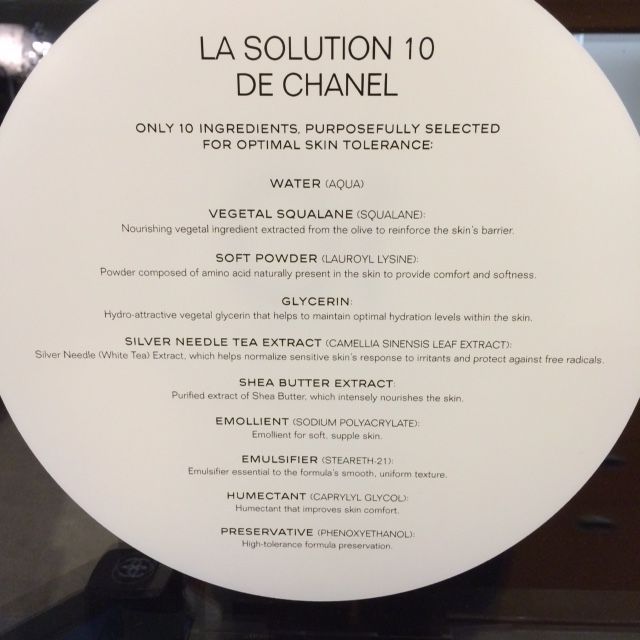 LA SOLUTION 10
DE CHANEL
ONLY 10 INGREDIENTS, PURPOSEFULLY SELECTED
FOR OPTIMAL SKIN TOLERANCE:
WATER (AQUA)
VEGETAL SQUALANE (SQUALANE):
Nourishing vegetal ingredient extracted from the olive to reinforce the skin's barrier.
SOFT POWDER (LAUROYL LYSINE):
Powder composed of amino acid naturally present in the skin to provide comfort and softness.
GLYCERIN:
Hydro-attractive vegetal glycerin that helps to maintain optimal hydration levels within the skin.
SILVER NEEDLE TEA EXTRACT (CAMELLIA SINENSIS LEAF EXTRACT):
Silver Needle (White Tea) Extract, which helps normalize sensitive skin's response to irritants and protect against free radicals.
SHEA BUTTER EXTRACT:
Purified extract of Shea Butter, which intensely nourishes the skin.
EMOLLIENT (SODIUM POLYACRYLATE):
Emollient for soft, supple skin.
EMULSIFIER (STEARETH-21):
Emulsifier essential to the formula's smooth, uniform texture.
HUMECTANT (CAPRYLYL GLYCOL):
Humectant that improves skin comfort.
PRESERVATIVE (PHENOXYETHANOL):
High-tolerance formula preservation.